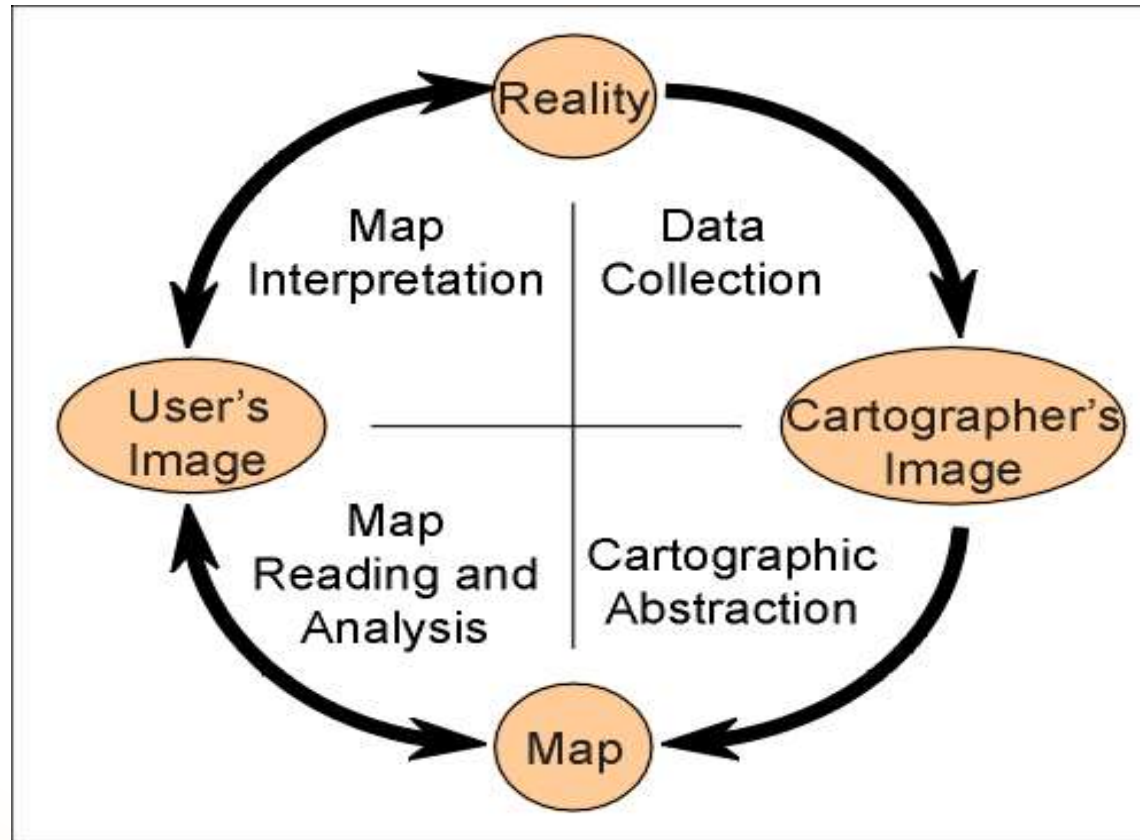 Reality
Map
Interpretation
Data
Collection
User’s
Image
Cartographer’s
Image
Map
Reading and
Analysis
Cartographic
Abstraction
Map